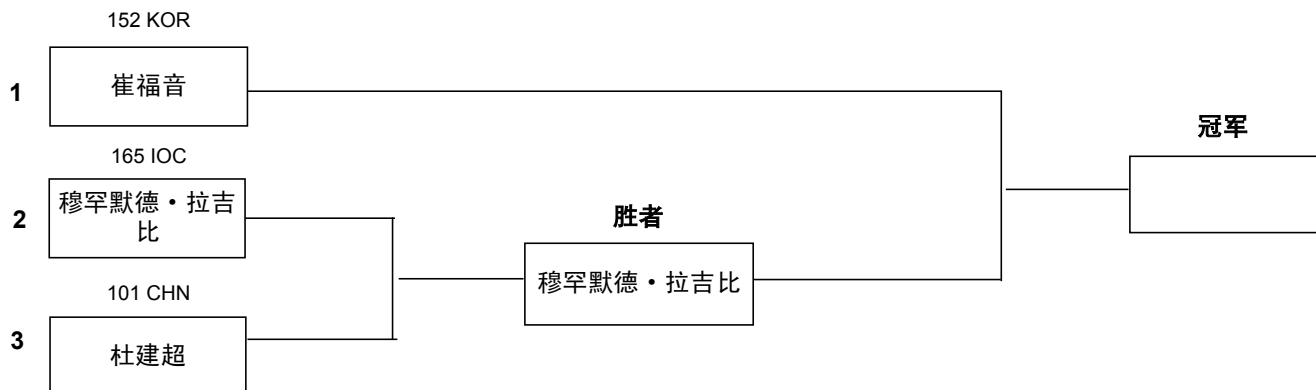 152 KOR
1
崔福音
165 IOC
2
穆罕默德•拉吉
比
101 CHN
3
杜建超
胜者
穆罕默德•拉吉比
冠军